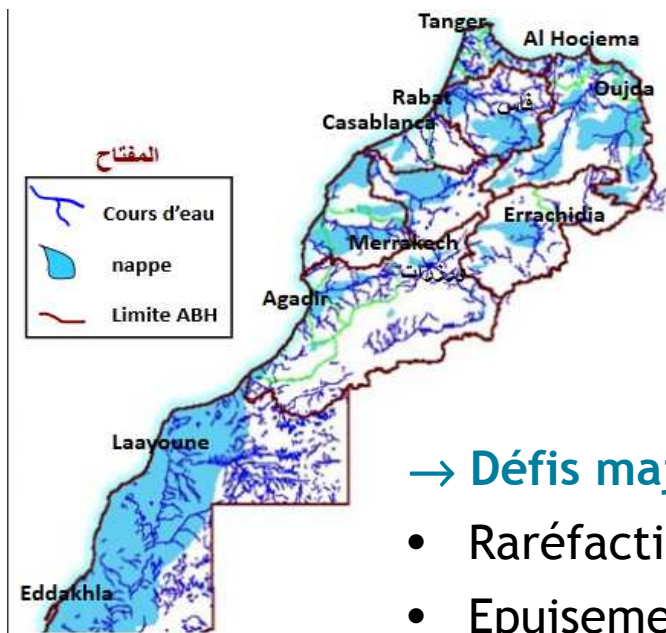 Tanger
Al Hociema
Oujda
Rabat
فاس
Casablanca
المفتاح
Cours d'eau
nappe
Limite ABH
Errachidia
Merrakech
ورززات
Agadir
Laayoune
Eddakhla
→ Défis maj
• Raréfacti
• Epuiseme